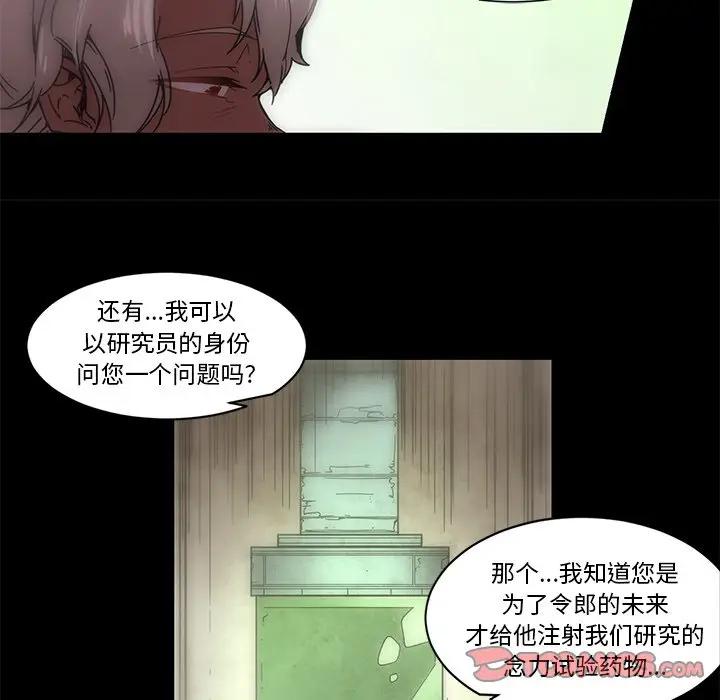 还有...我可以
以研究员的身份
问您一个问题吗?
那个...我知道您是
为了令郎的未来
才给他注射我们研究的
念力试验药物...